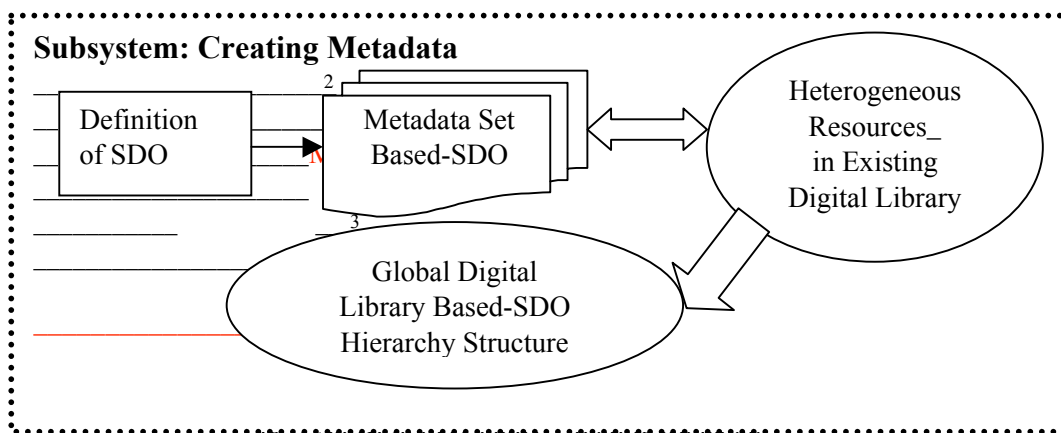 Subsystem: Creating Metadata
2
Definition
of SDO
Metadata Set
Based-SDO
M
Heterogeneous
Resources_
in Existing
Digital Library
3
Global Digital
Library Based-SDO
Hierarchy Structure